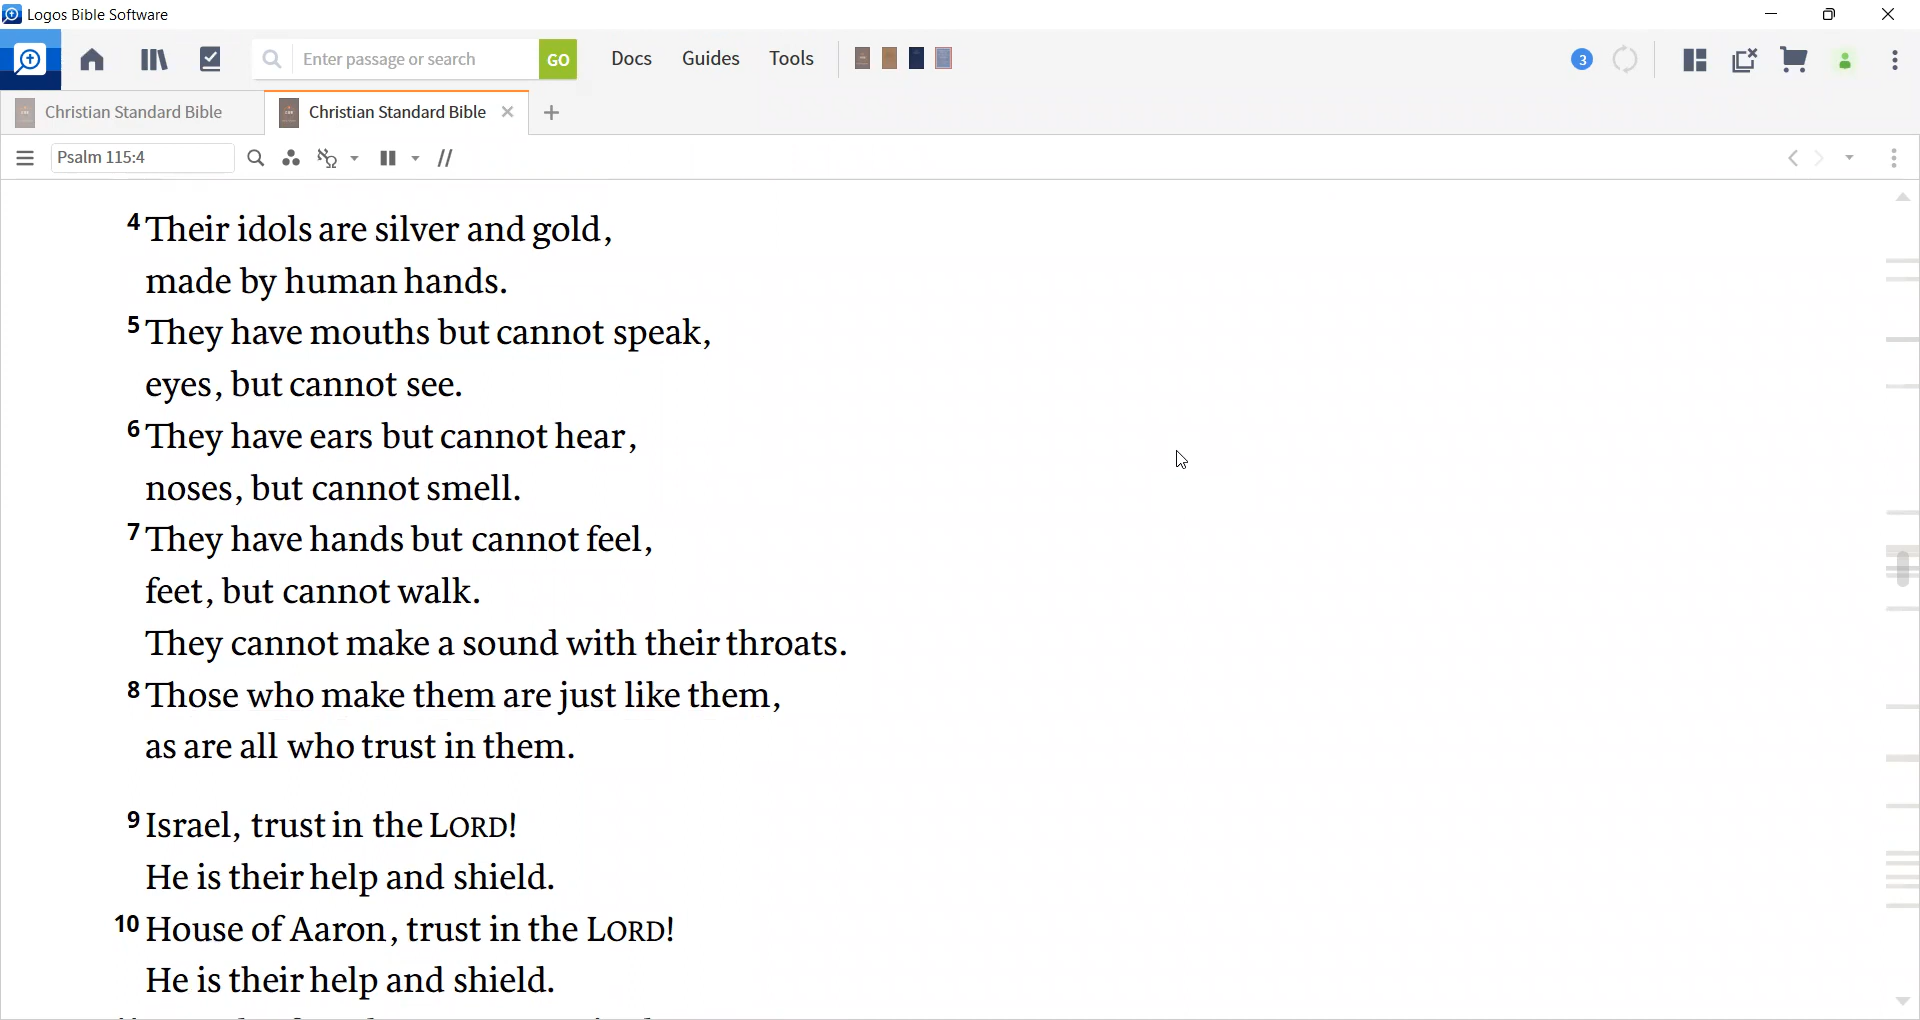 Logos Bible Software
Enter passage or search
GO
Docs
Guides
Tools
3
Christian Standard Bible
Christian Standard Bible
Psalm 115:4
4 Their idols are silver and gold,
made by human hands.
5 They have mouths but cannot speak,
eyes, but cannot see.
6 They have ears but cannot hear,
noses, but cannot smell.
7 They have hands but cannot feel,
feet, but cannot walk.
They cannot make a sound with their throats.
8 Those who make them are just like them,
as are all who trust in them.
9 Israel, trust in the LORD!
He is their help and shield.
10 House of Aaron, trust in the LORD!
He is their help and shield.